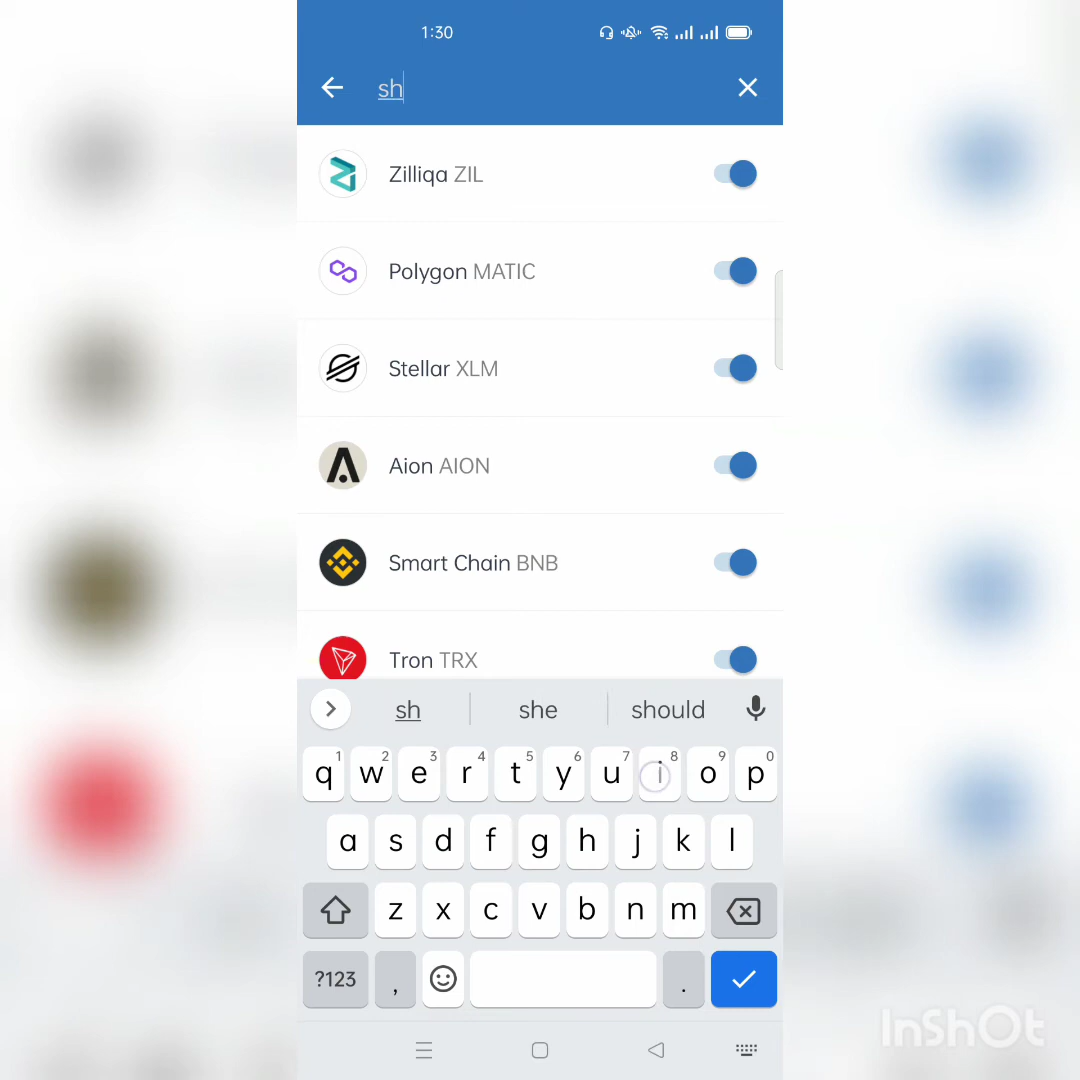 1:30
sh
Zilliqa ZIL
Polygon MATIC
Stellar XLM
Aion AION
Smart Chain BNB
Tron TRX
sh she should
1 2 3 4 5 6 7 8 9 0
q w e r t y u i o p
a s d f g h j k l
z x c v b n m
?123 , .
InShOt